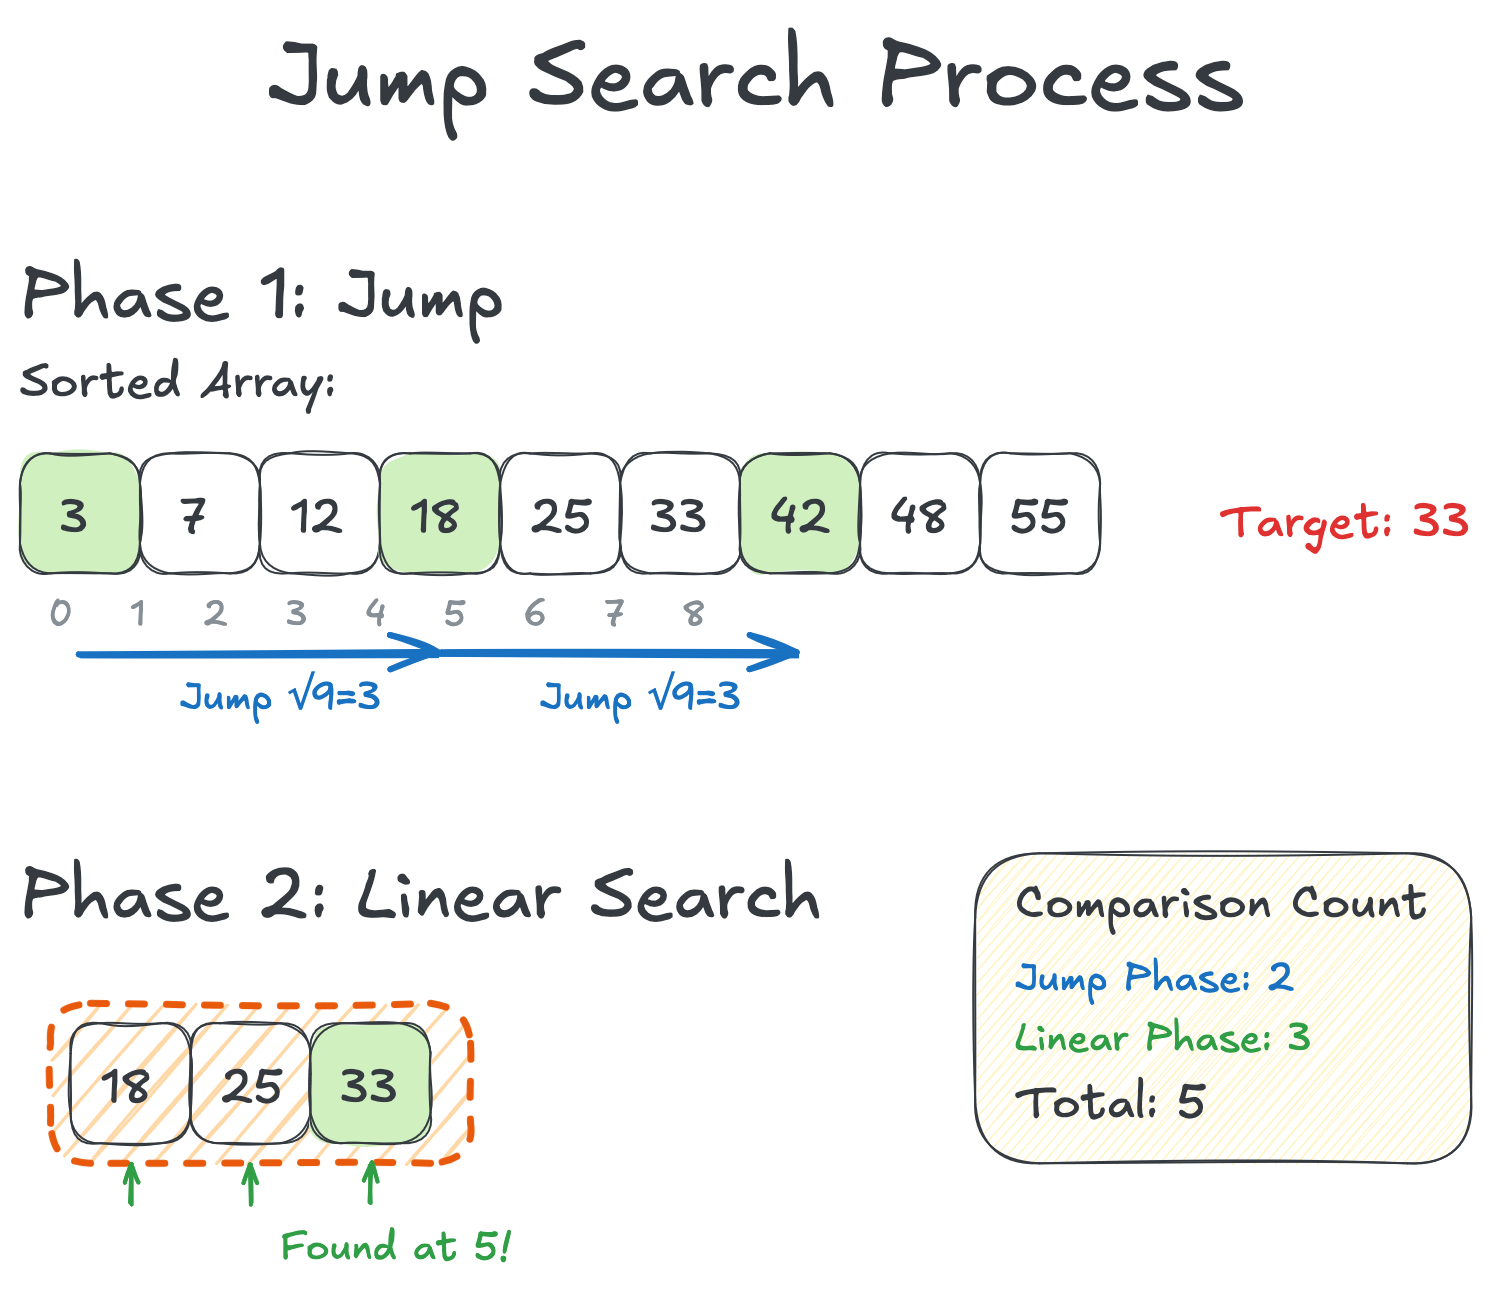 Jump Search Process
Phase 1: Jump
Sorted Array:
3 7 12 18 25 33 42 48 55
Target: 33
0 1 2 3 4 5 6 7 8
Jump √9=3 Jump √9=3
Phase 2: Linear Search
18 25 33
Found at 5!
Comparison Count
Jump Phase: 2
Linear Phase: 3
Total: 5